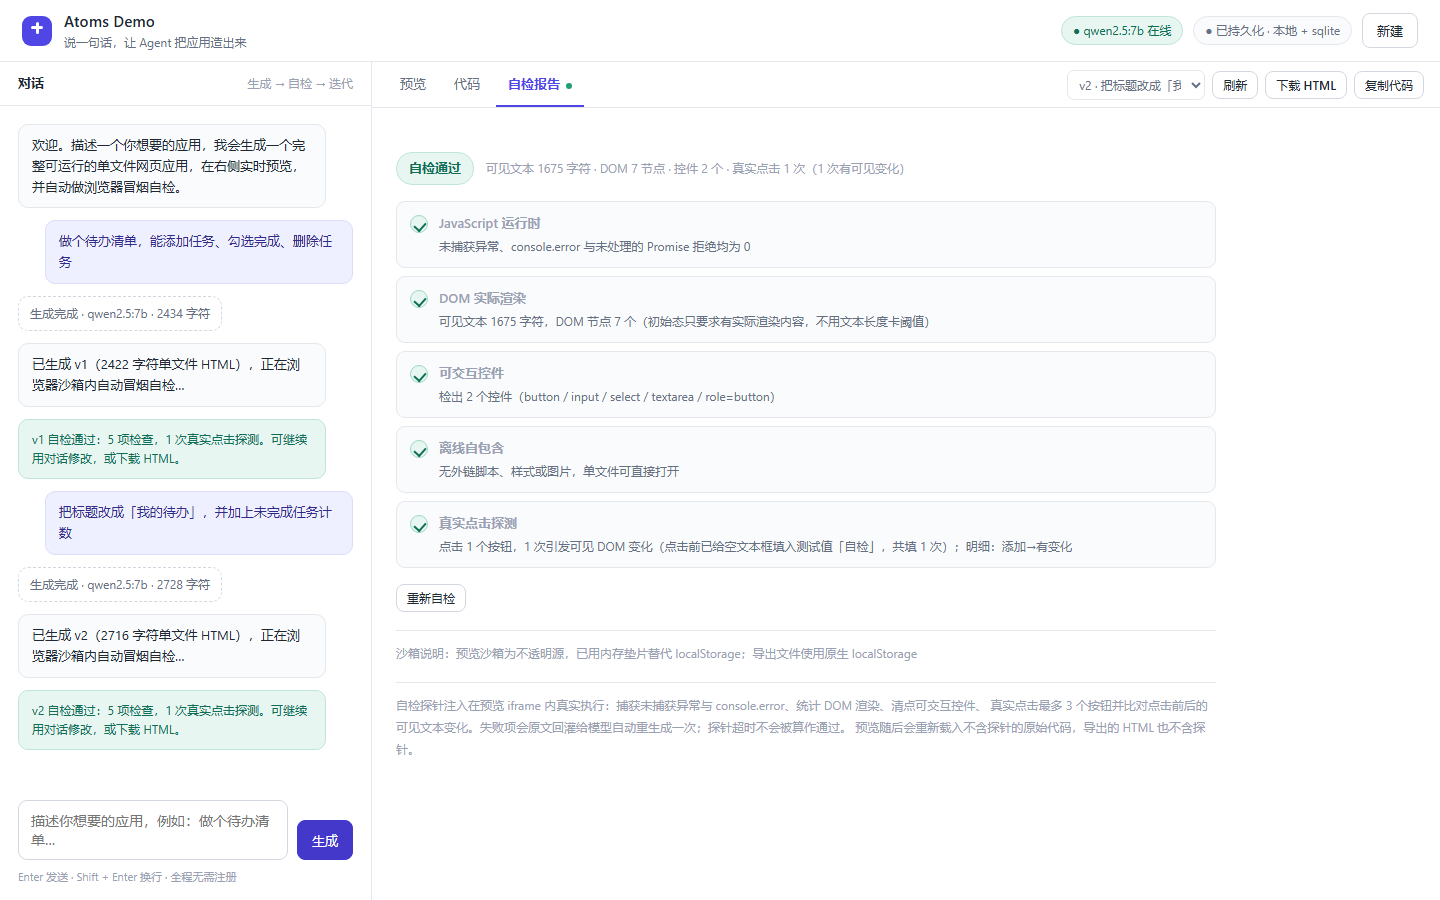 Atoms Demo
说一句话，让 Agent 把应用造出来
● qwen2.5:7b 在线
● 已持久化 · 本地 + sqlite
新建
对话
生成 → 自检 → 迭代
预览
代码
自检报告 ●
v2 · 把标题改成「我
刷新
下载 HTML
复制代码
欢迎。描述一个你想要的应用，我会生成一个完
整可运行的单文件网页应用，在右侧实时预览，
并自动做浏览器冒烟自检。
做个待办清单，能添加任务、勾选完成、删除任
务
生成完成 · qwen2.5:7b · 2434 字符
已生成 v1（2422 字符单文件 HTML），正在浏
览器沙箱内自动冒烟自检...
v1 自检通过：5 项检查，1 次真实点击探测。可继续
用对话修改，或下载 HTML。
把标题改成「我的待办」，并加上未完成任务计
数
生成完成 · qwen2.5:7b · 2728 字符
已生成 v2（2716 字符单文件 HTML），正在浏
览器沙箱内自动冒烟自检...
v2 自检通过：5 项检查，1 次真实点击探测。可继续
用对话修改，或下载 HTML。
描述你想要的应用，例如：做个待办清
单...
生成
Enter 发送 · Shift + Enter 换行 · 全程无需注册
自检通过
可见文本 1675 字符 · DOM 7 节点 · 控件 2 个 · 真实点击 1 次（1 次有可见变化）
JavaScript 运行时
未捕获异常、console.error 与未处理的 Promise 拒绝均为 0
DOM 实际渲染
可见文本 1675 字符，DOM 节点 7 个（初始态只要求有实际渲染内容，不用文本长度卡阈值）
可交互控件
检出 2 个控件（button / input / select / textarea / role=button）
离线自包含
无外链脚本、样式或图片，单文件可直接打开
真实点击探测
点击 1 个按钮，1 次引发可见 DOM 变化（点击前已给空文本框填入测试值「自检」，共填 1 次）；明细：添加→有变化
重新自检
沙箱说明：预览沙箱为不透明源，已用内存垫片替代 localStorage；导出文件使用原生 localStorage
自检探针注入在预览 iframe 内真实执行：捕获未捕获异常与 console.error、统计 DOM 渲染、清点可交互控件、 真实点击最多 3 个按钮并比对点击前后的
可见文本变化。失败项会原文回灌给模型自动重生成一次；探针超时不会被算作通过。 预览随后会重新载入不含探针的原始代码，导出的 HTML 也不含探
针。